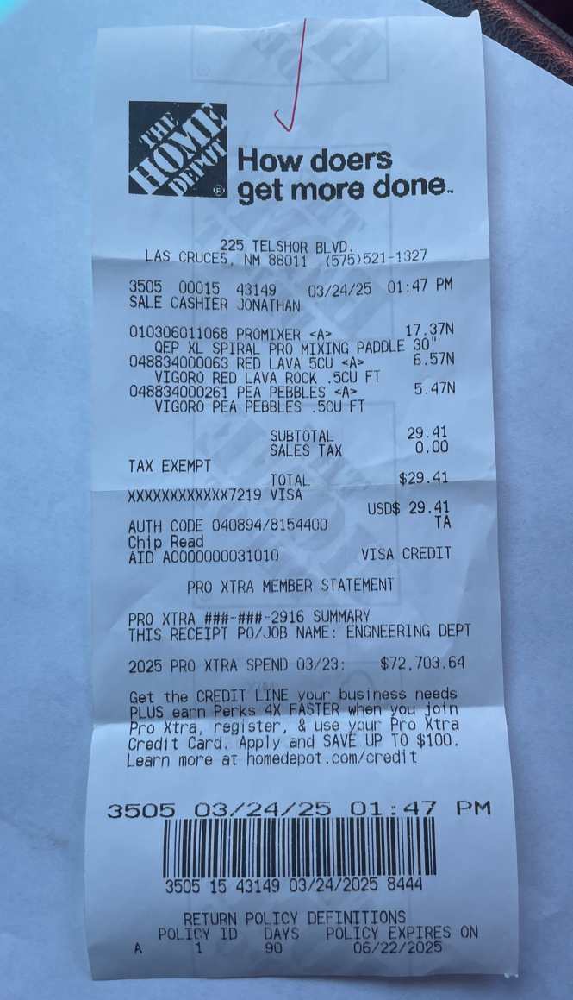 THE
HOME
DEPOT
®
How doers
get more done™
225 TELSHOR BLVD.
LAS CRUCES, NM 88011 (575)521-1327
3505 00015 43149 03/24/25 01:47 PM
SALE CASHIER JONATHAN
010306011068 PROMIXER <A> 17.37N
QEP XL SPIRAL PRO MIXING PADDLE 30"
048834000063 RED LAVA 5CU <A> 6.57N
VIGORO RED LAVA ROCK .5CU FT
048834000261 PEA PEBBLES <A> 5.47N
VIGORO PEA PEBBLES .5CU FT
SUBTOTAL 29.41
SALES TAX 0.00
TAX EXEMPT
TOTAL $29.41
XXXXXXXXXXXX7219 VISA
USD$ 29.41
AUTH CODE 040894/8154400 TA
Chip Read
AID A0000000031010 VISA CREDIT
PRO XTRA MEMBER STATEMENT
PRO XTRA ###-###-2916 SUMMARY
THIS RECEIPT PO/JOB NAME: ENGNEERING DEPT
2025 PRO XTRA SPEND 03/23: $72,703.64
Get the CREDIT LINE your business needs
PLUS earn Perks 4X FASTER when you join
Pro Xtra, register, & use your Pro Xtra
Credit Card. Apply and SAVE UP TO $100.
Learn more at homedepot.com/credit
3505 03/24/25 01:47 PM
3505 15 43149 03/24/2025 8444
RETURN POLICY DEFINITIONS
POLICY ID DAYS POLICY EXPIRES ON
A 1 90 06/22/2025